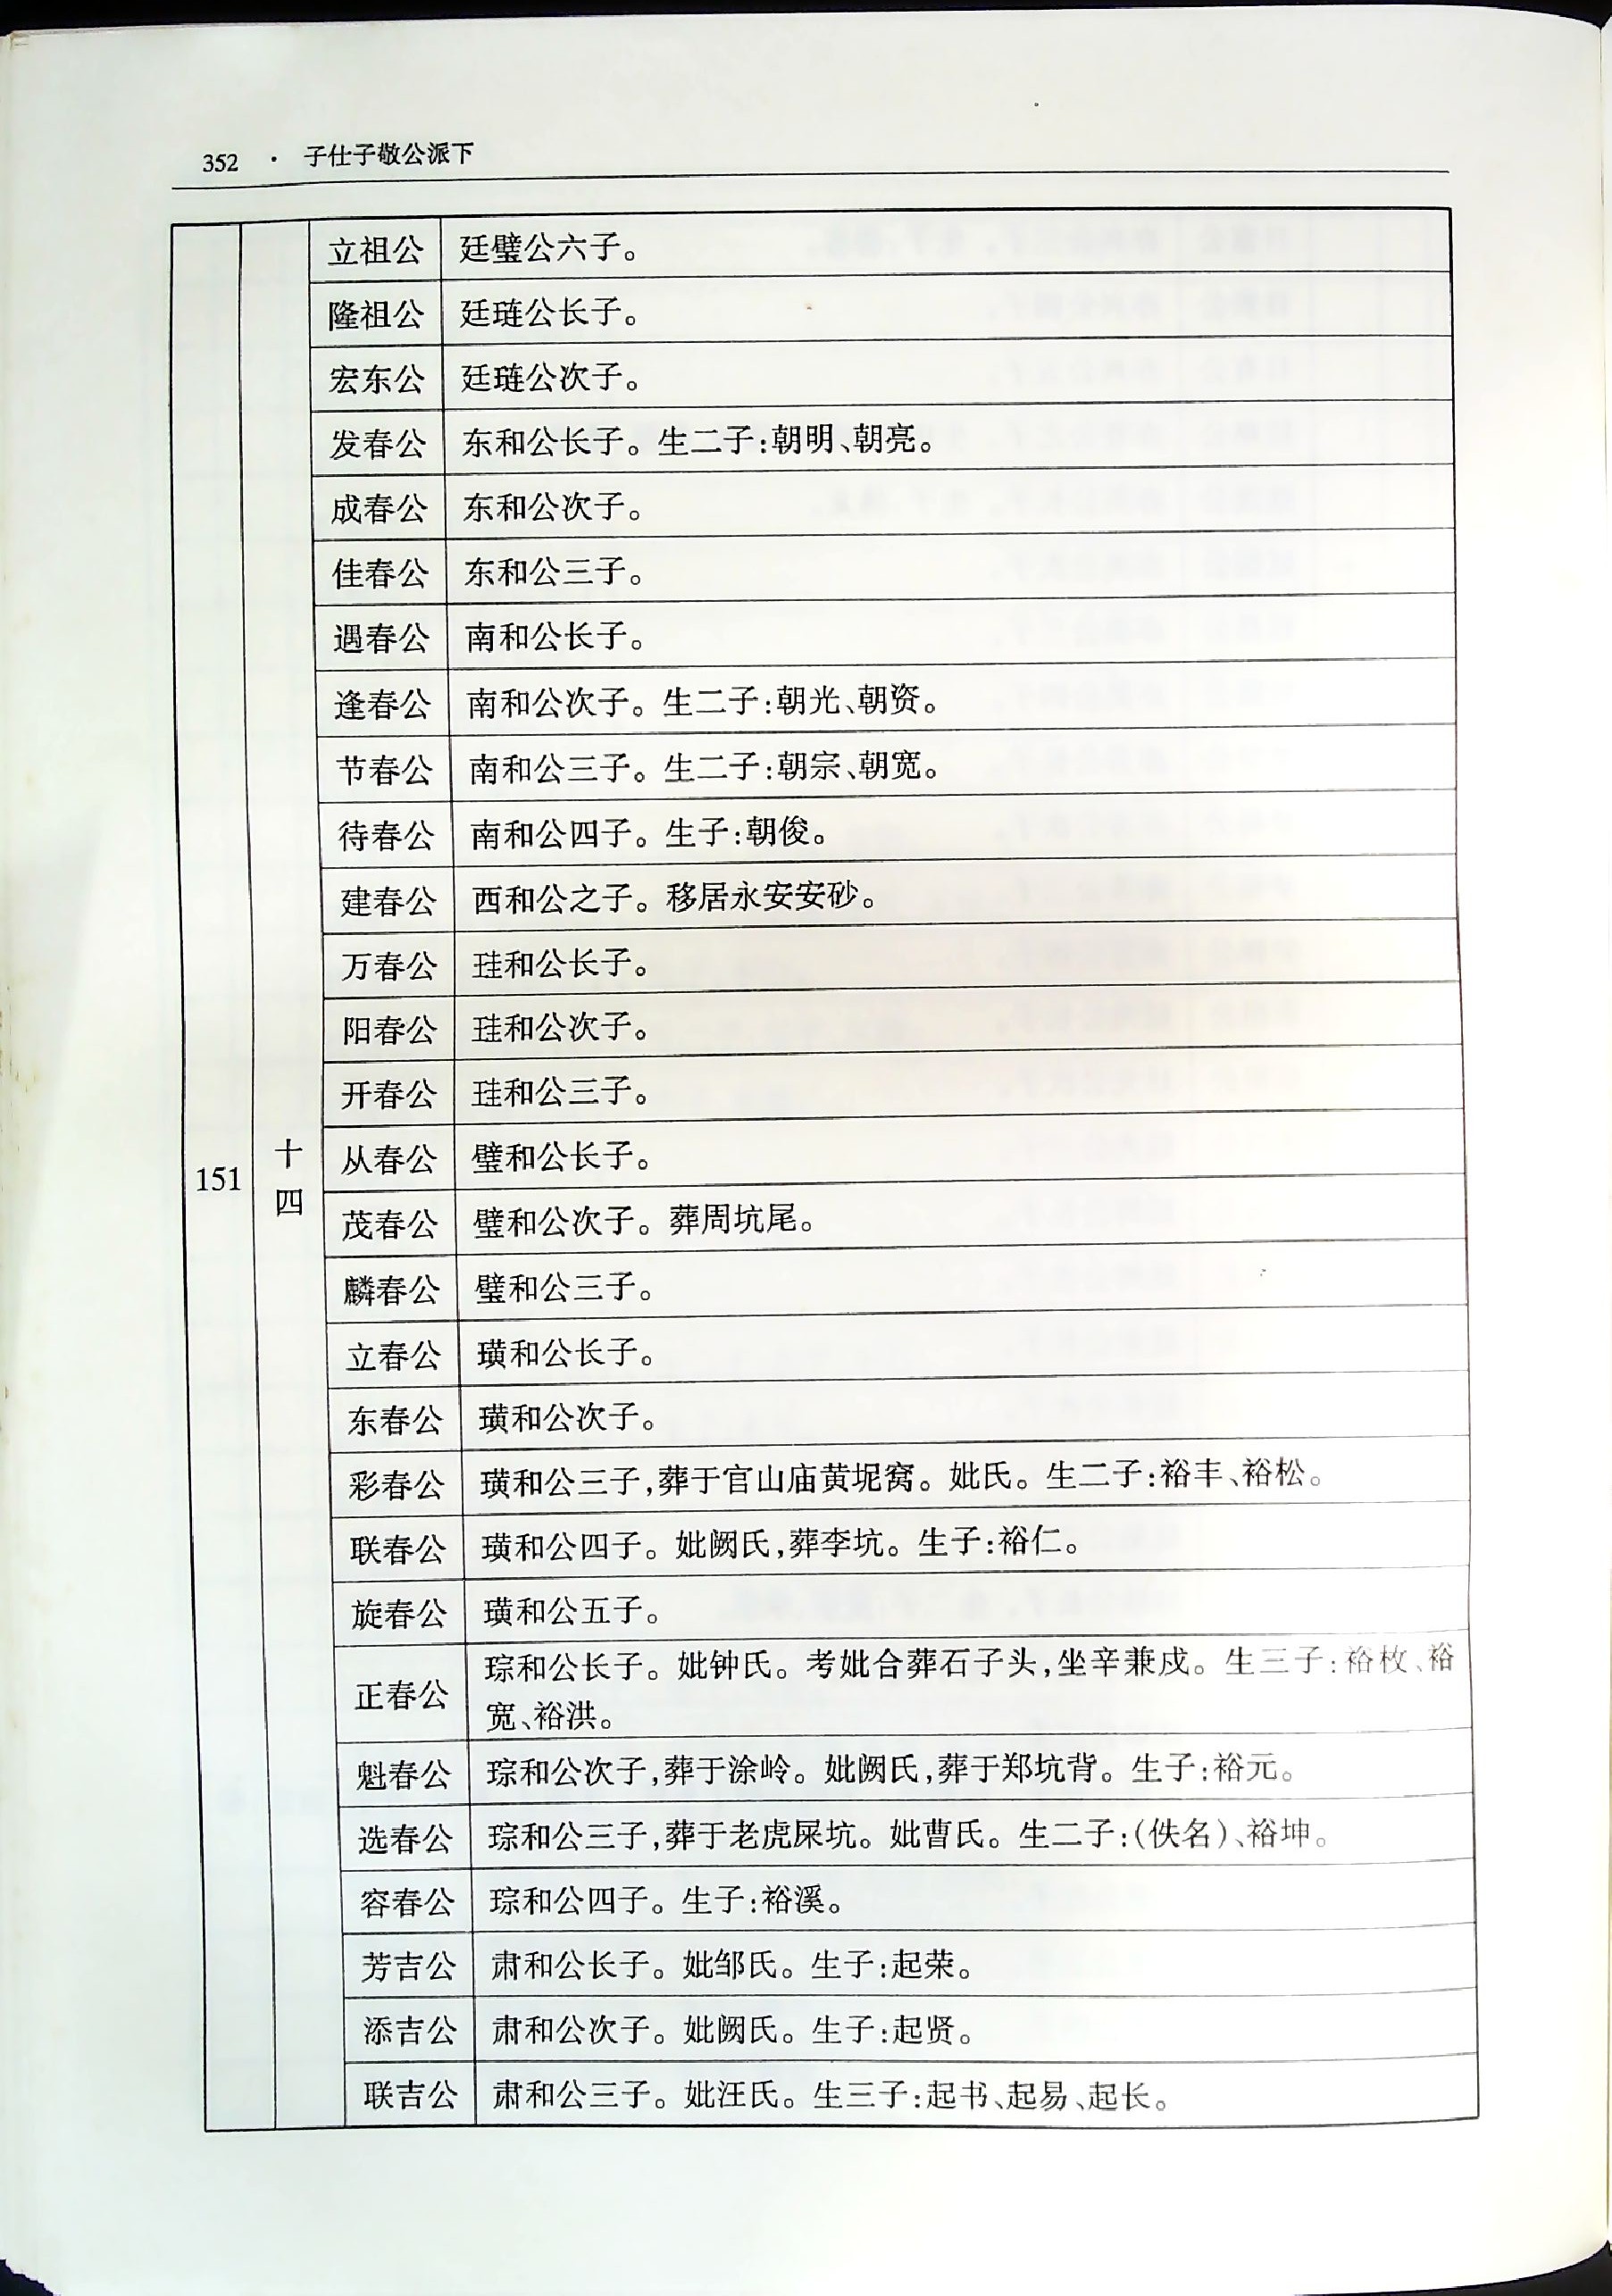 352 · 子仕子敬公派下
151
十四
立祖公 廷璧公六子。
隆祖公 廷琏公长子。
宏东公 廷琏公次子。
发春公 东和公长子。生二子:朝明、朝亮。
成春公 东和公次子。
佳春公 东和公三子。
遇春公 南和公长子。
逢春公 南和公次子。生二子:朝光、朝资。
节春公 南和公三子。生二子:朝宗、朝宽。
待春公 南和公四子。生子:朝俊。
建春公 西和公之子。移居永安安砂。
万春公 珪和公长子。
阳春公 珪和公次子。
开春公 珪和公三子。
从春公 璧和公长子。
茂春公 璧和公次子。葬周坑尾。
麟春公 璧和公三子。
立春公 璜和公长子。
东春公 璜和公次子。
彩春公 璜和公三子,葬于官山庙黄坭窝。妣氏。生二子:裕丰、裕松。
联春公 璜和公四子。妣阙氏,葬李坑。生子:裕仁。
旋春公 璜和公五子。
正春公 琮和公长子。妣钟氏。考妣合葬石子头,坐辛兼戍。生三子:裕枚、裕
宽、裕洪。
魁春公 琮和公次子,葬于涂岭。妣阙氏,葬于郑坑背。生子:裕元。
选春公 琮和公三子,葬于老虎屎坑。妣曹氏。生二子:(佚名)、裕坤。
容春公 琮和公四子。生子:裕溪。
芳吉公 肃和公长子。妣邹氏。生子:起荣。
添吉公 肃和公次子。妣阙氏。生子:起贤。
联吉公 肃和公三子。妣汪氏。生三子:起书、起易、起长。